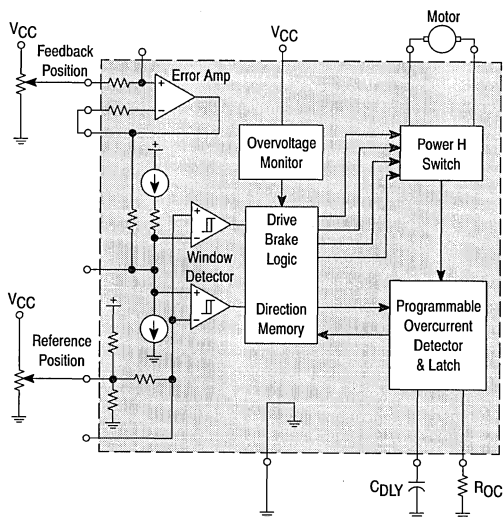 Motor
VCC
VCC
Feedback
Position
Error Amp
Overvoltage
Monitor
Power H
Switch
Drive
Brake
Logic
Window
Detector
Direction
Memory
Programmable
Overcurrent
Detector
& Latch
VCC
Reference
Position
CDLY
ROC